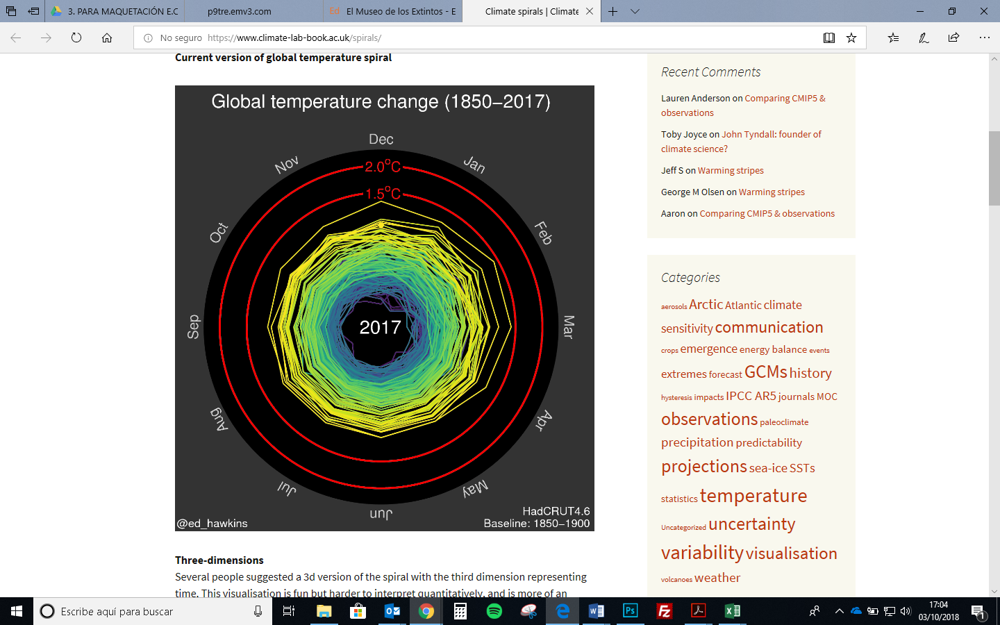 3. PARA MAQUETACIÓN E.C
p9tre.emv3.com
Ed El Museo de los Extintos - E
Climate spirals | Climate
No seguro https://www.climate-lab-book.ac.uk/spirals/
Current version of global temperature spiral
Global temperature change (1850–2017)
Dec
Jan
Feb
Mar
Apr
May
Jun
Jul
Aug
Sep
Oct
Nov
2.0°C
1.5°C
2017
HadCRUT4.6
@ed_hawkins
Baseline: 1850–1900
Three-dimensions
Several people suggested a 3d version of the spiral with the third dimension representing
time. This visualisation is fun but harder to interpret quantitatively, and is more of an
Recent Comments
Lauren Anderson on Comparing CMIP5 &
observations
Toby Joyce on John Tyndall: founder of
climate science?
Jeff S on Warming stripes
George M Olsen on Warming stripes
Aaron on Comparing CMIP5 & observations
Categories
aerosols Arctic Atlantic climate
sensitivity communication
crops emergence energy balance events
extremes forecast GCMs history
hysteresis impacts IPCC AR5 journals MOC
observations paleoclimate
precipitation predictability
projections sea-ice SSTs
statistics temperature
Uncategorized uncertainty
variability visualisation
volcanoes weather
Escribe aquí para buscar
17:04
03/10/2018
1